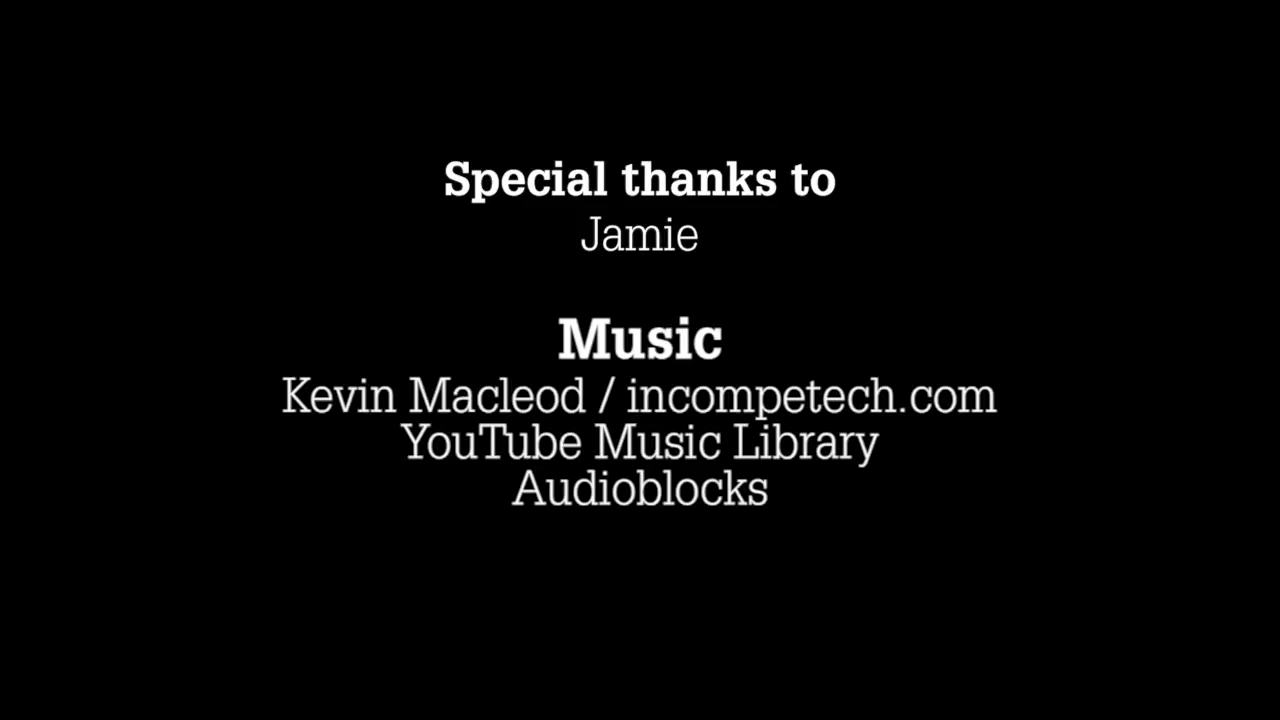 Special thanks to
Jamie
Music
Kevin Macleod / incompetech.com
YouTube Music Library
Audioblocks